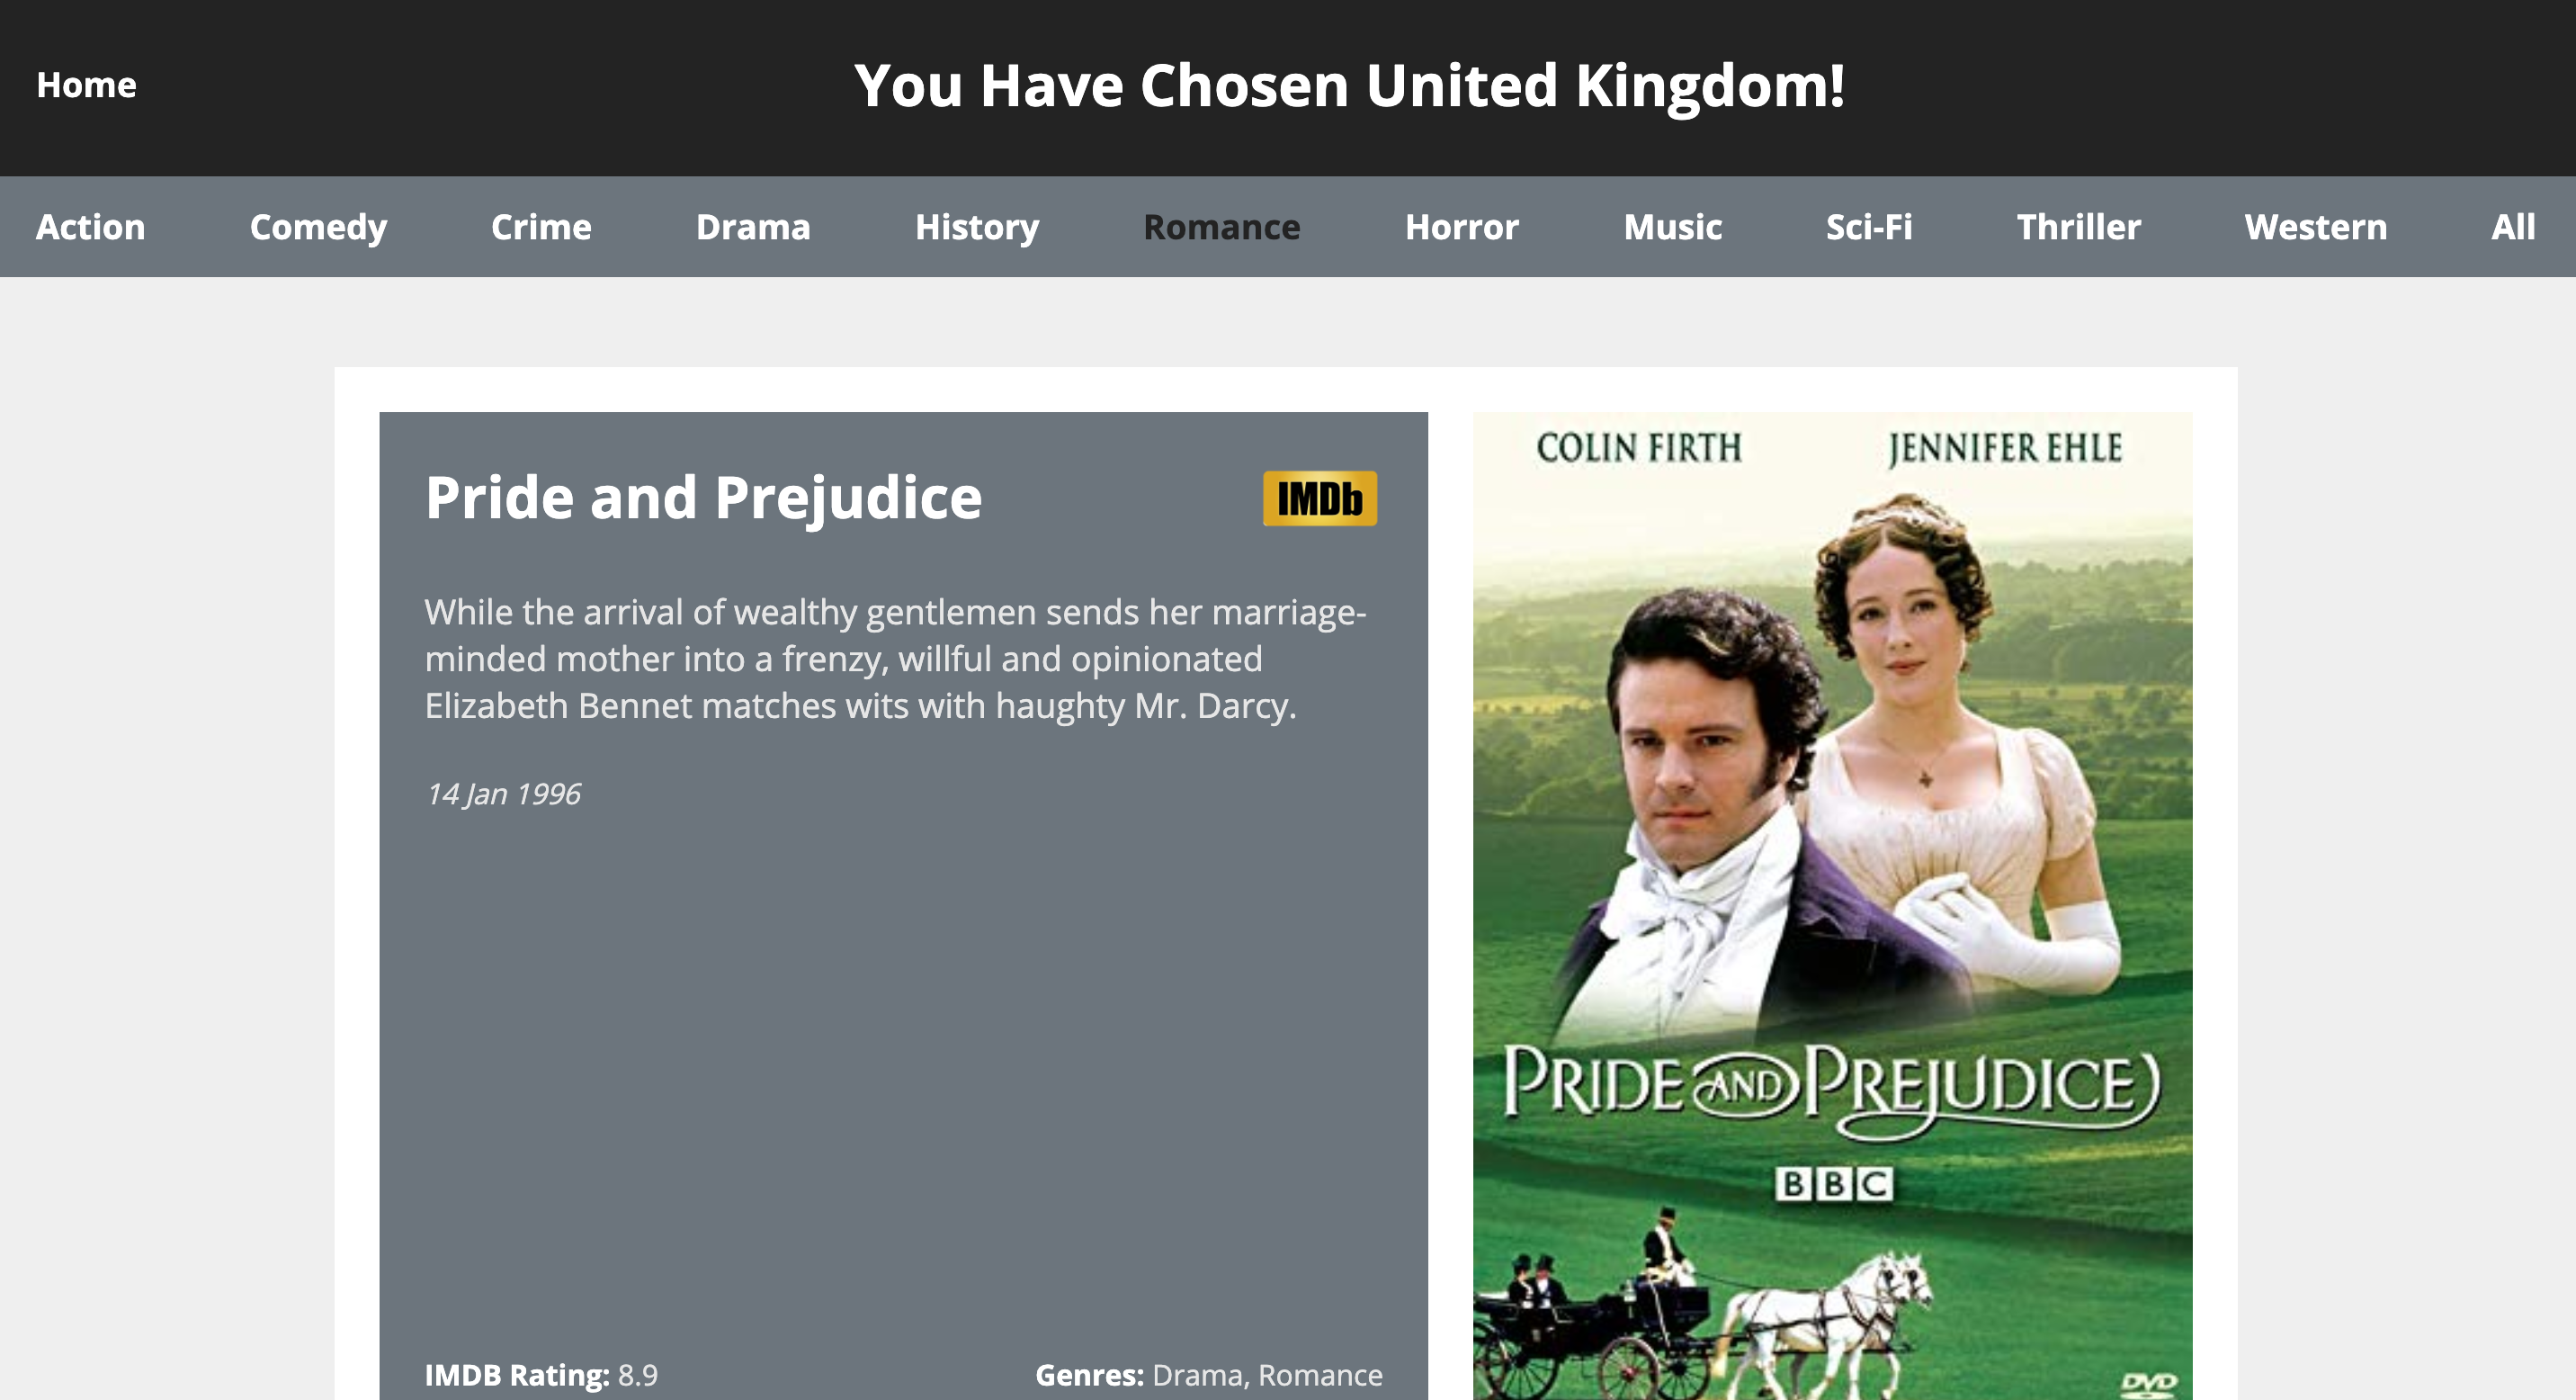 Home
You Have Chosen United Kingdom!
Action Comedy Crime Drama History Romance Horror Music Sci-Fi Thriller Western All
Pride and Prejudice
IMDb
While the arrival of wealthy gentlemen sends her marriage-
minded mother into a frenzy, willful and opinionated
Elizabeth Bennet matches wits with haughty Mr. Darcy.
14 Jan 1996
IMDB Rating: 8.9
Genres: Drama, Romance
COLIN FIRTH JENNIFER EHLE
PRIDE AND PREJUDICE
BBC
DVD